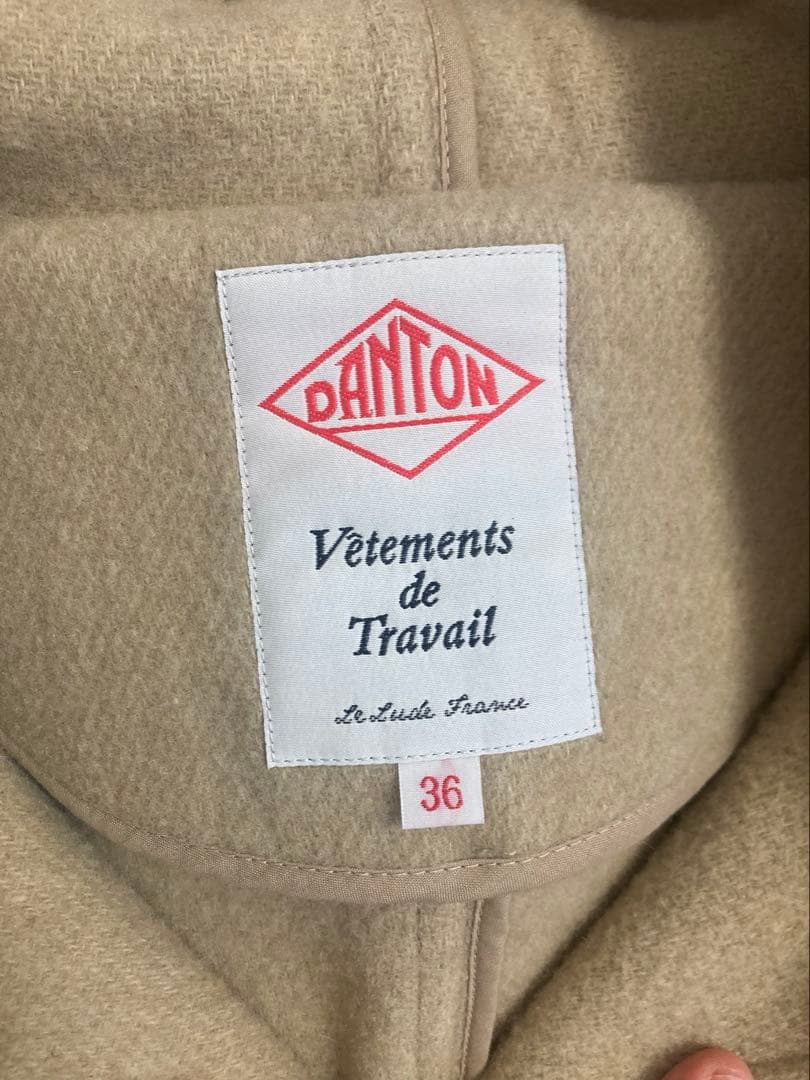 DANTON
Vêtements
de
Travail
Le Lude France
36